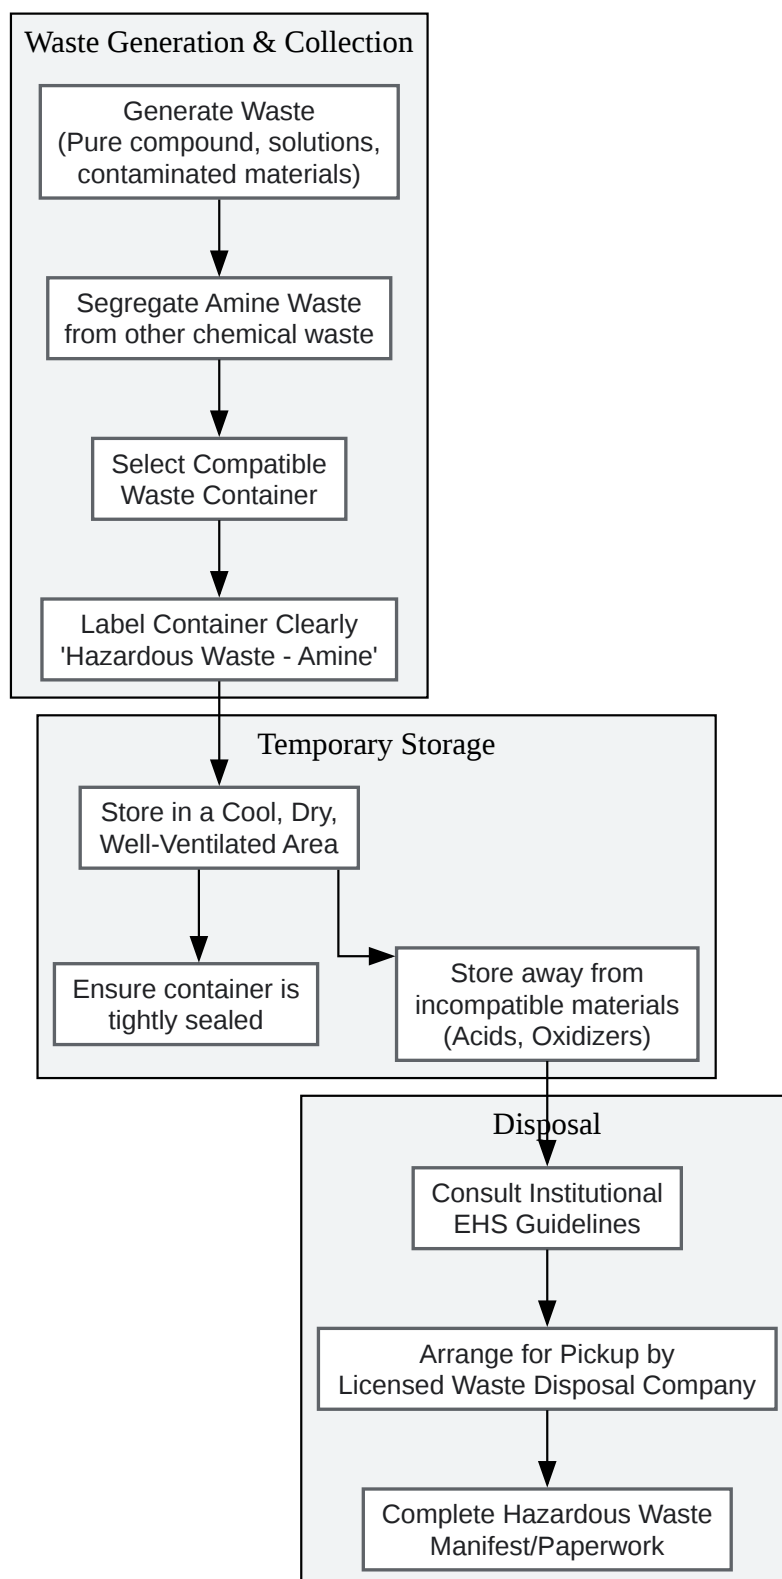 Waste Generation & Collection
Generate Waste
(Pure compound, solutions,
contaminated materials)
Segregate Amine Waste
from other chemical waste
Select Compatible
Waste Container
Label Container Clearly
'Hazardous Waste - Amine'
Temporary Storage
Store in a Cool, Dry,
Well-Ventilated Area
Ensure container is
tightly sealed
Store away from
incompatible materials
(Acids, Oxidizers)
Disposal
Consult Institutional
EHS Guidelines
Arrange for Pickup by
Licensed Waste Disposal Company
Complete Hazardous Waste
Manifest/Paperwork